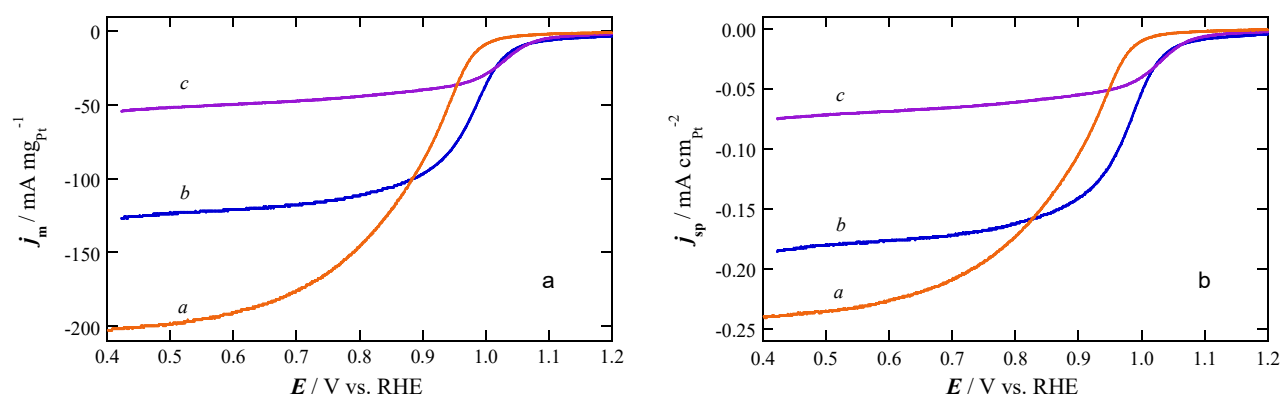 0
-50
-100
-150
-200
j_m / mA mg_Pt^-1
c
b
a
a
0.4 0.5 0.6 0.7 0.8 0.9 1.0 1.1 1.2
E / V vs. RHE
0.00
-0.05
-0.10
-0.15
-0.20
-0.25
j_sp / mA cm_Pt^-2
c
b
a
b
0.4 0.5 0.6 0.7 0.8 0.9 1.0 1.1 1.2
E / V vs. RHE